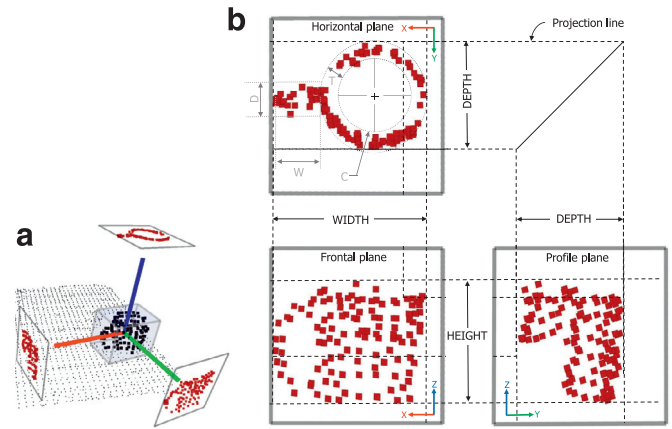 b
Horizontal plane
X
Y
Projection line
T
D
DEPTH
W
C
WIDTH
DEPTH
a
Frontal plane
Profile plane
HEIGHT
Z
X
Z
Y